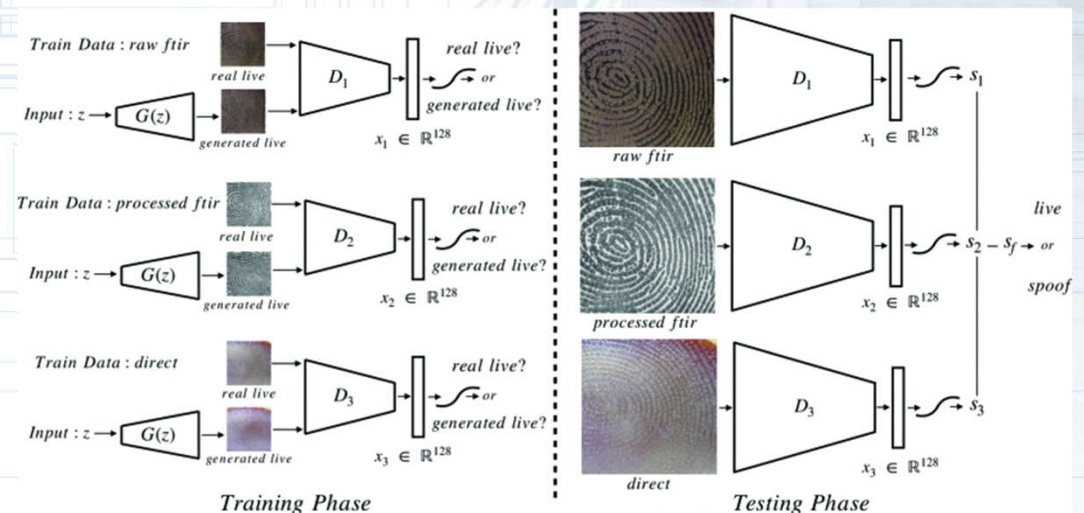 Train Data : raw ftir
real live
Input : z
G(z)
generated live
D1
real live?
or
generated live?
x1 ∈ ℝ128
Train Data : processed ftir
real live
Input : z
G(z)
generated live
D2
real live?
or
generated live?
x2 ∈ ℝ128
Train Data : direct
real live
Input : z
G(z)
generated live
D3
real live?
or
generated live?
x3 ∈ ℝ128
Training Phase
raw ftir
D1
x1 ∈ ℝ128
s1
processed ftir
D2
x2 ∈ ℝ128
s2 – sf
live
or
spoof
direct
D3
x3 ∈ ℝ128
s3
Testing Phase